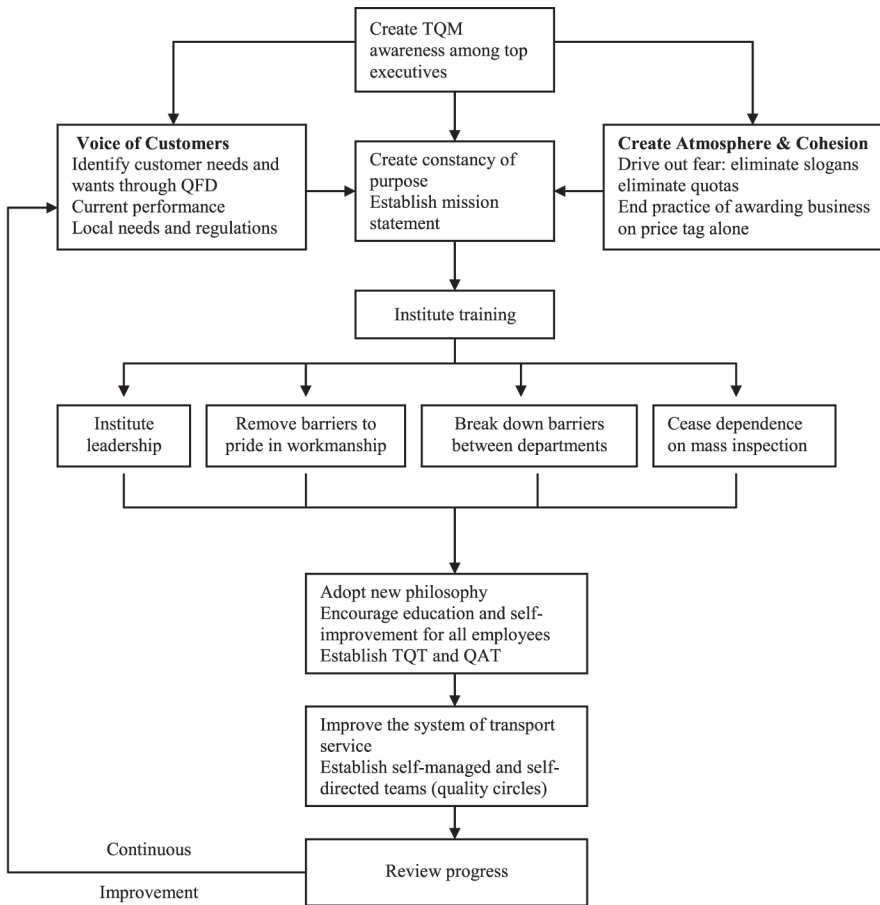 Create TQM
awareness among top
executives
Voice of Customers
Identify customer needs and
wants through QFD
Current performance
Local needs and regulations
Create constancy of
purpose
Establish mission
statement
Create Atmosphere & Cohesion
Drive out fear: eliminate slogans
eliminate quotas
End practice of awarding business
on price tag alone
Institute training
Institute
leadership
Remove barriers to
pride in workmanship
Break down barriers
between departments
Cease dependence
on mass inspection
Adopt new philosophy
Encourage education and self-
improvement for all employees
Establish TQT and QAT
Improve the system of transport
service
Establish self-managed and self-
directed teams (quality circles)
Continuous
Improvement
Review progress